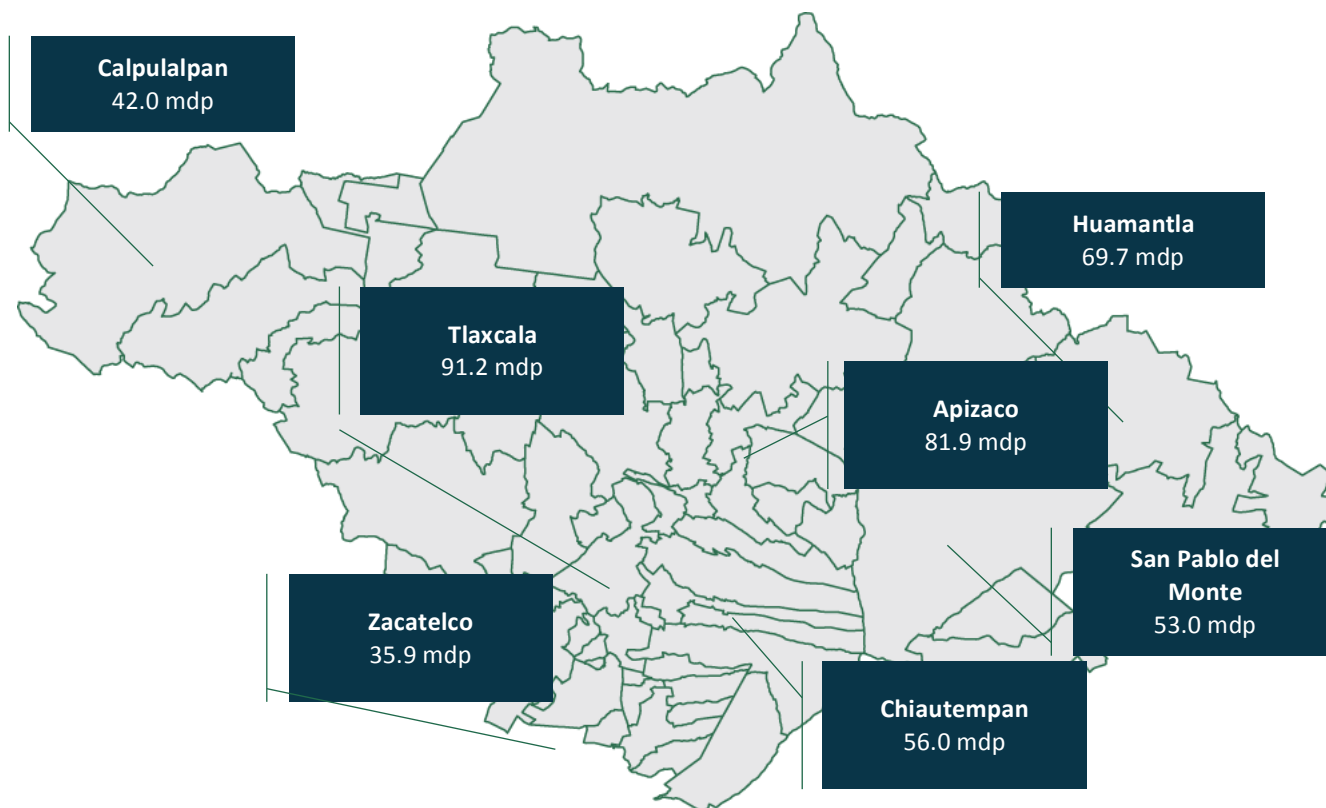 Calpulalpan
42.0 mdp
Huamantla
69.7 mdp
Tlaxcala
91.2 mdp
Apizaco
81.9 mdp
San Pablo del
Monte
53.0 mdp
Zacatelco
35.9 mdp
Chiautempan
56.0 mdp